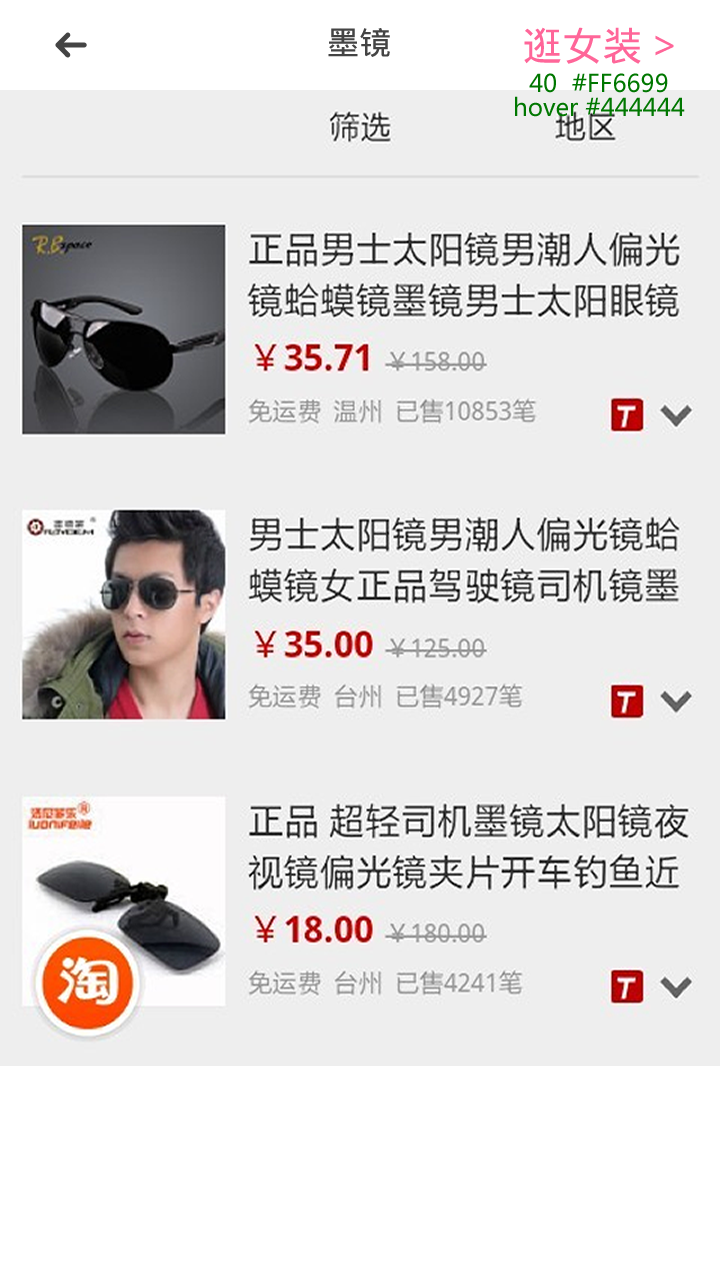 墨镜
逛女装 >
40 #FF6699
hover #444444
筛选
地区
R.Bspace
正品男士太阳镜男潮人偏光
镜蛤蟆镜墨镜男士太阳眼镜
￥35.71 ￥158.00
免运费 温州 已售10853笔
T
男士太阳镜男潮人偏光镜蛤
蟆镜女正品驾驶镜司机镜墨
￥35.00 ￥125.00
免运费 台州 已售4927笔
T
正品 超轻司机墨镜太阳镜夜
视镜偏光镜夹片开车钓鱼近
￥18.00 ￥180.00
免运费 台州 已售4241笔
T
淘